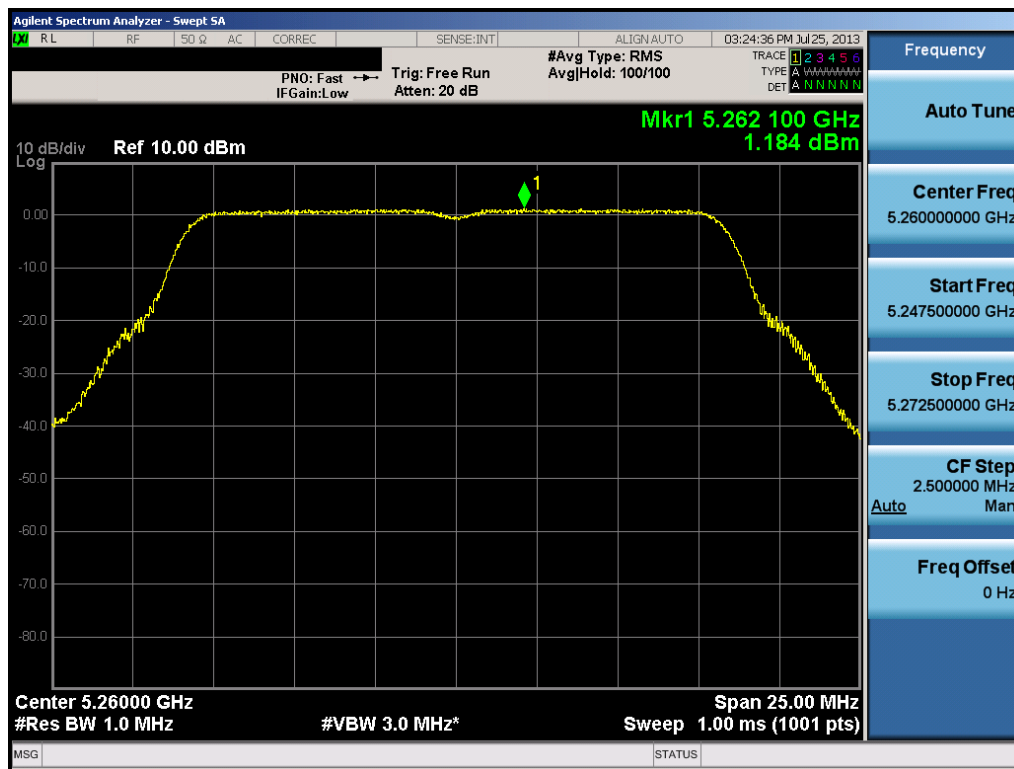 Agilent Spectrum Analyzer - Swept SA
LXI RL RF 50 Ω AC CORREC SENSE:INT ALIGN AUTO 03:24:36 PM Jul 25, 2013
#Avg Type: RMS TRACE 1 2 3 4 5 6
PNO: Fast Trig: Free Run Avg|Hold: 100/100 TYPE A WWWWW
IFGain:Low Atten: 20 dB DET A N N N N N
Mkr1 5.262 100 GHz
1.184 dBm
10 dB/div Ref 10.00 dBm
Log
1
0.00
-10.0
-20.0
-30.0
-40.0
-50.0
-60.0
-70.0
-80.0
Center 5.26000 GHz Span 25.00 MHz
#Res BW 1.0 MHz #VBW 3.0 MHz* Sweep 1.00 ms (1001 pts)
MSG STATUS
Frequency
Auto Tune
Center Freq
5.260000000 GHz
Start Freq
5.247500000 GHz
Stop Freq
5.272500000 GHz
CF Step
2.500000 MHz
Auto Man
Freq Offset
0 Hz